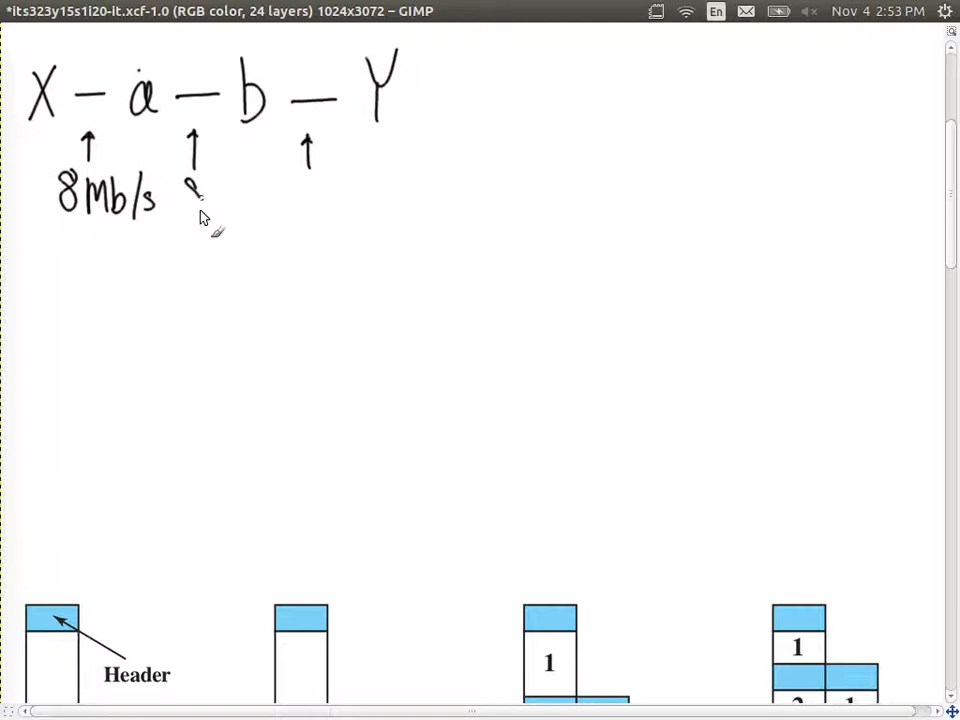 *its323y15s1i20-it.xcf-1.0 (RGB color, 24 layers) 1024x3072 – GIMP
En
Nov 4 2:53 PM
X — a — b — Y
↑ ↑ ↑
8Mb/s
Header
1
1